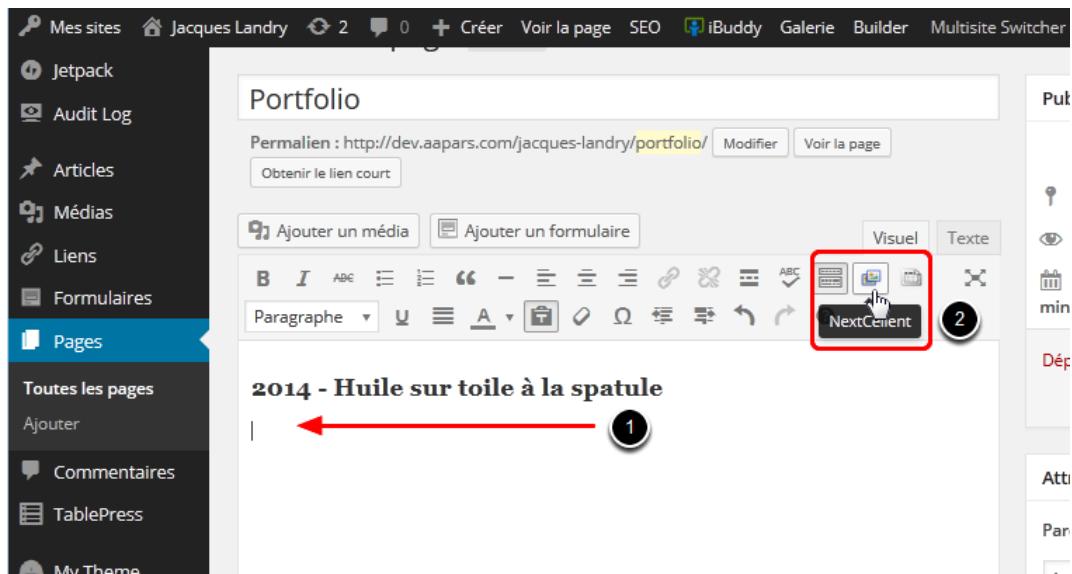 Mes sites Jacques Landry 2 0 + Créer Voir la page SEO iBuddy Galerie Builder Multisite Switcher
Jetpack
Audit Log
Articles
Médias
Liens
Formulaires
Pages
Toutes les pages
Ajouter
Commentaires
TablePress
My Theme
Portfolio
Permalien : http://dev.aapars.com/jacques-landry/portfolio/ Modifier Voir la page
Obtenir le lien court
Ajouter un média Ajouter un formulaire
Visuel Texte
B I ABC ABC
Paragraphe U A T Ω
NextCellent
2
2014 - Huile sur toile à la spatule
1
Pub
min
Dép
Attr
Par